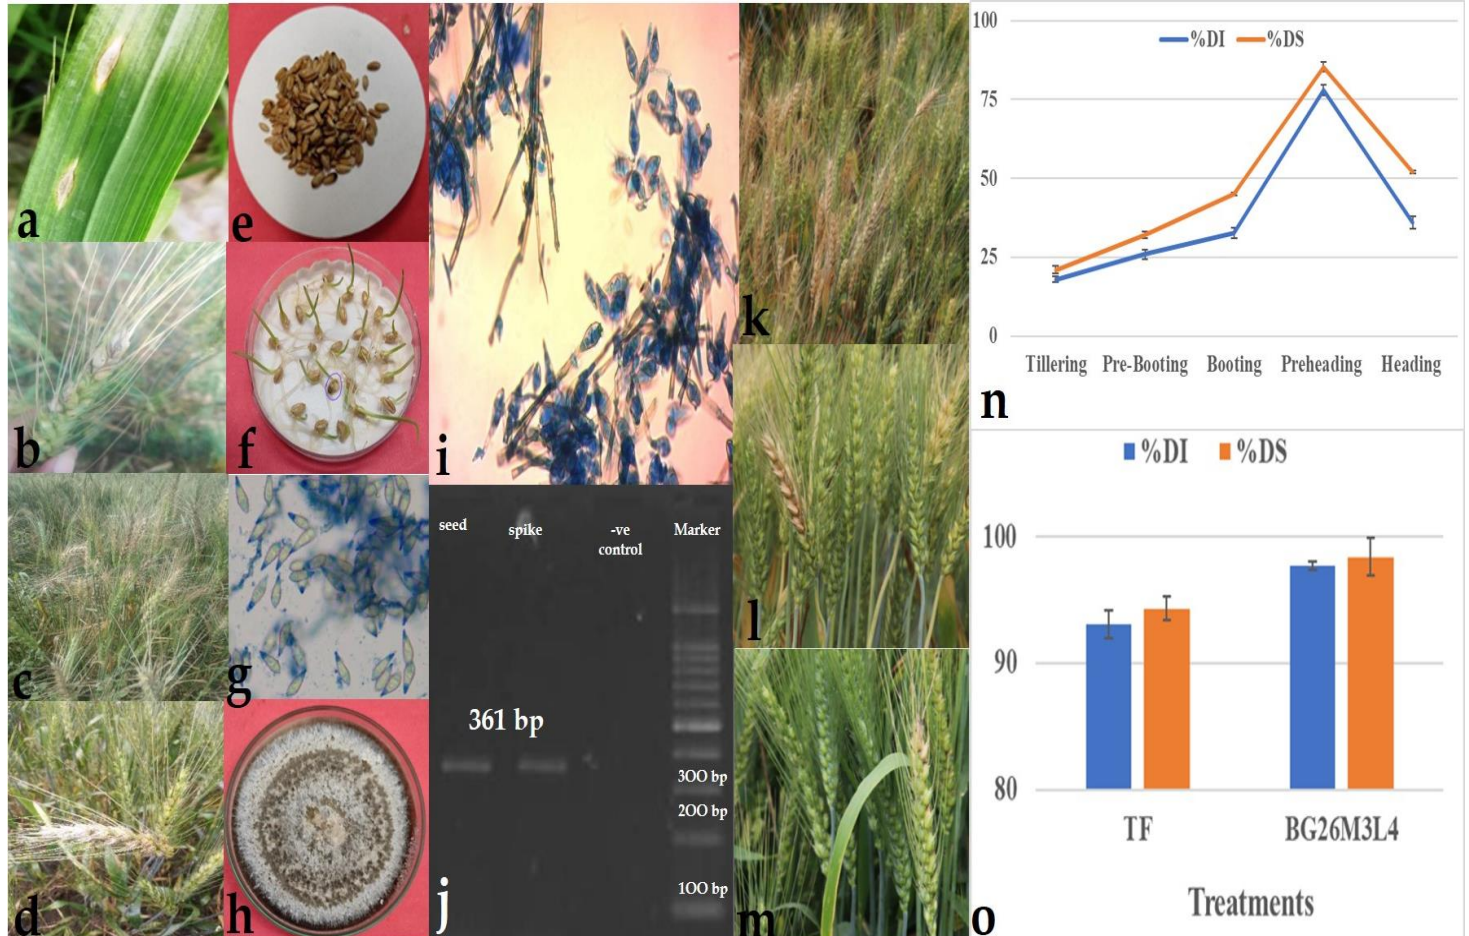 a
b
c
d
e
f
g
h
i
seed
spike
-ve
control
Marker
361 bp
300 bp
200 bp
100 bp
j
k
l
m
%DI
%DS
100
75
50
25
0
Tillering
Pre-Booting
Booting
Preheading
Heading
n
%DI
%DS
100
90
80
TF
BG26M3L4
Treatments
o